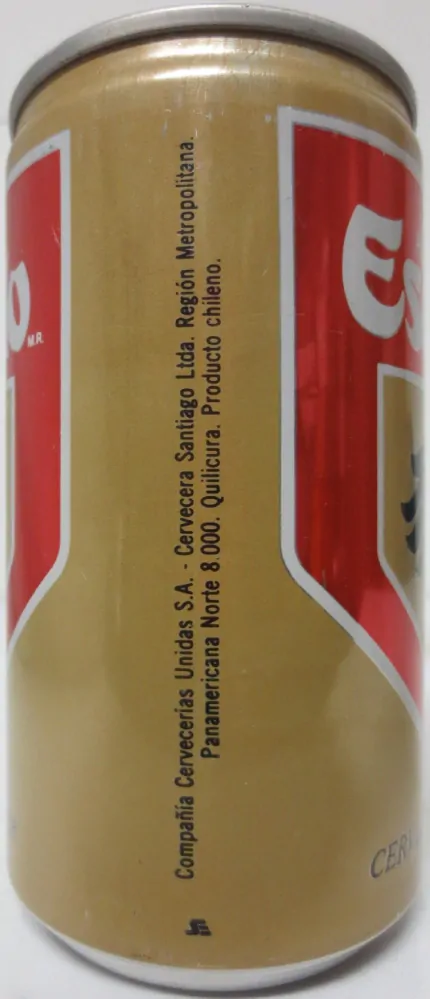 Compañía Cervecerías Unidas S.A. - Cervecera Santiago Ltda. Región Metropolitana.
Panamericana Norte 8.000. Quilicura. Producto chileno.
M.R.